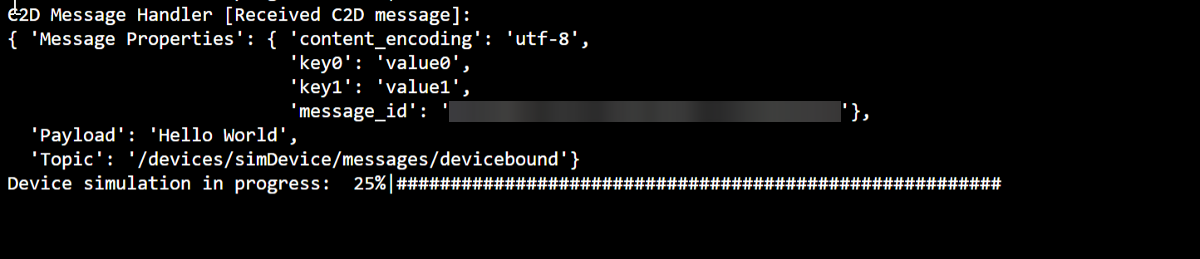 C2D Message Handler [Received C2D message]:
{ 'Message Properties': { 'content_encoding': 'utf-8',
'key0': 'value0',
'key1': 'value1',
'message_id': ''},
'Payload': 'Hello World',
'Topic': '/devices/simDevice/messages/devicebound'}
Device simulation in progress:  25%|########################################################